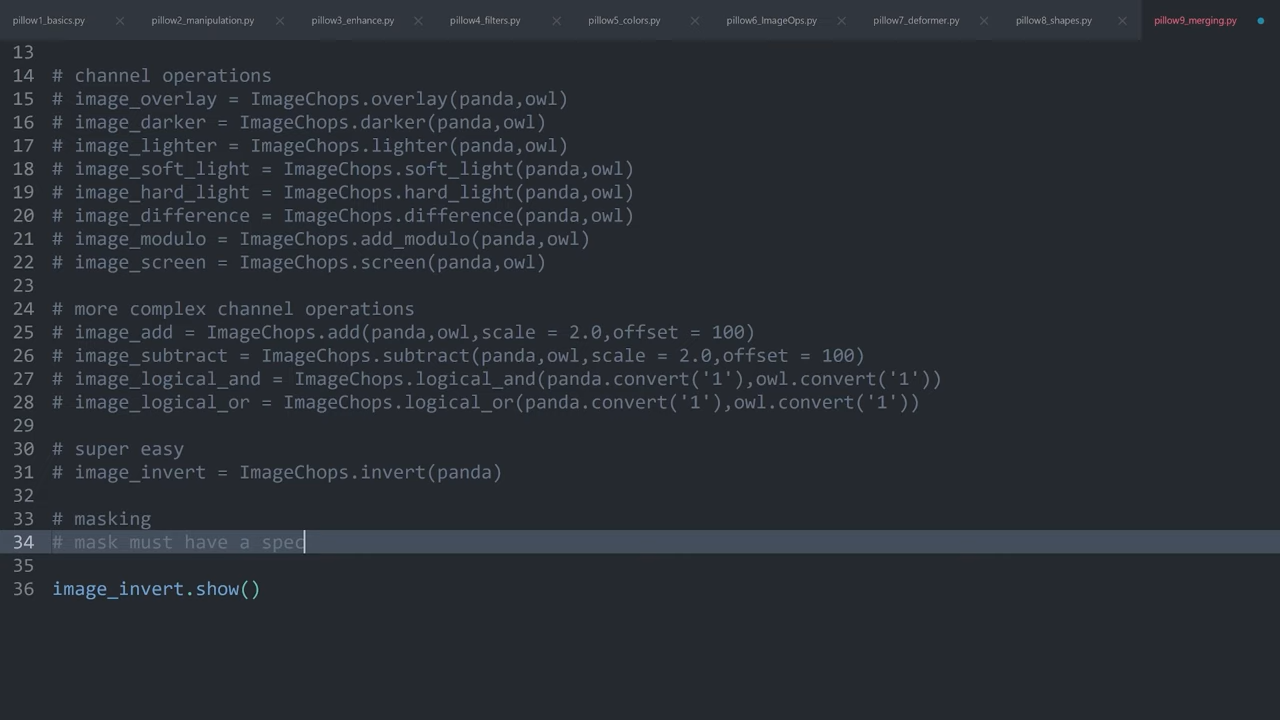 pillow1_basics.py pillow2_manipulation.py pillow3_enhance.py pillow4_filters.py pillow5_colors.py pillow6_ImageOps.py pillow7_deformer.py pillow8_shapes.py pillow9_merging.py
13
14 # channel operations
15 # image_overlay = ImageChops.overlay(panda,owl)
16 # image_darker = ImageChops.darker(panda,owl)
17 # image_lighter = ImageChops.lighter(panda,owl)
18 # image_soft_light = ImageChops.soft_light(panda,owl)
19 # image_hard_light = ImageChops.hard_light(panda,owl)
20 # image_difference = ImageChops.difference(panda,owl)
21 # image_modulo = ImageChops.add_modulo(panda,owl)
22 # image_screen = ImageChops.screen(panda,owl)
23
24 # more complex channel operations
25 # image_add = ImageChops.add(panda,owl,scale = 2.0,offset = 100)
26 # image_subtract = ImageChops.subtract(panda,owl,scale = 2.0,offset = 100)
27 # image_logical_and = ImageChops.logical_and(panda.convert('1'),owl.convert('1'))
28 # image_logical_or = ImageChops.logical_or(panda.convert('1'),owl.convert('1'))
29
30 # super easy
31 # image_invert = ImageChops.invert(panda)
32
33 # masking
34 # mask must have a spec
35
36 image_invert.show()